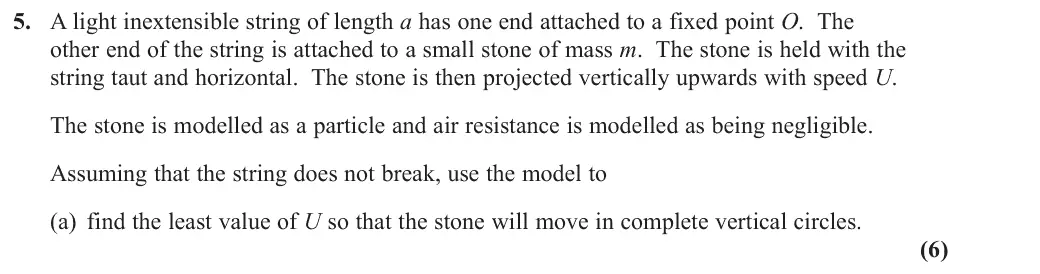 5. A light inextensible string of length a has one end attached to a fixed point O. The
other end of the string is attached to a small stone of mass m. The stone is held with the
string taut and horizontal. The stone is then projected vertically upwards with speed U.
The stone is modelled as a particle and air resistance is modelled as being negligible.
Assuming that the string does not break, use the model to
(a) find the least value of U so that the stone will move in complete vertical circles.
(6)